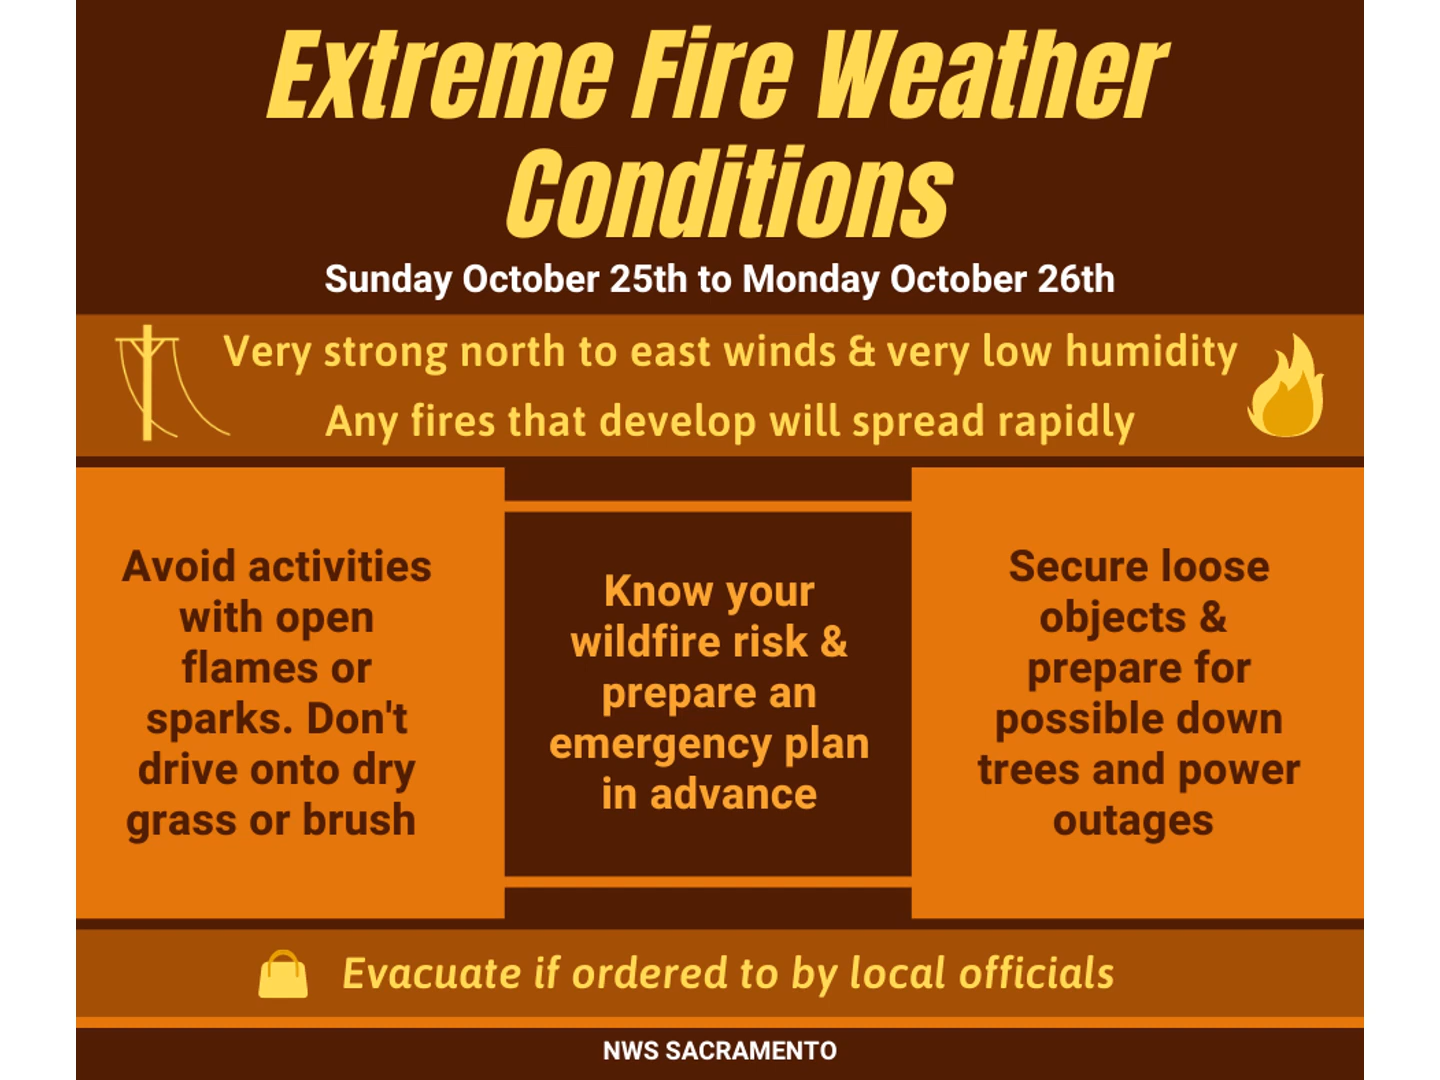 Extreme Fire Weather
Conditions
Sunday October 25th to Monday October 26th
Very strong north to east winds & very low humidity
Any fires that develop will spread rapidly
Avoid activities
with open
flames or
sparks. Don't
drive onto dry
grass or brush
Know your
wildfire risk &
prepare an
emergency plan
in advance
Secure loose
objects &
prepare for
possible down
trees and power
outages
Evacuate if ordered to by local officials
NWS SACRAMENTO